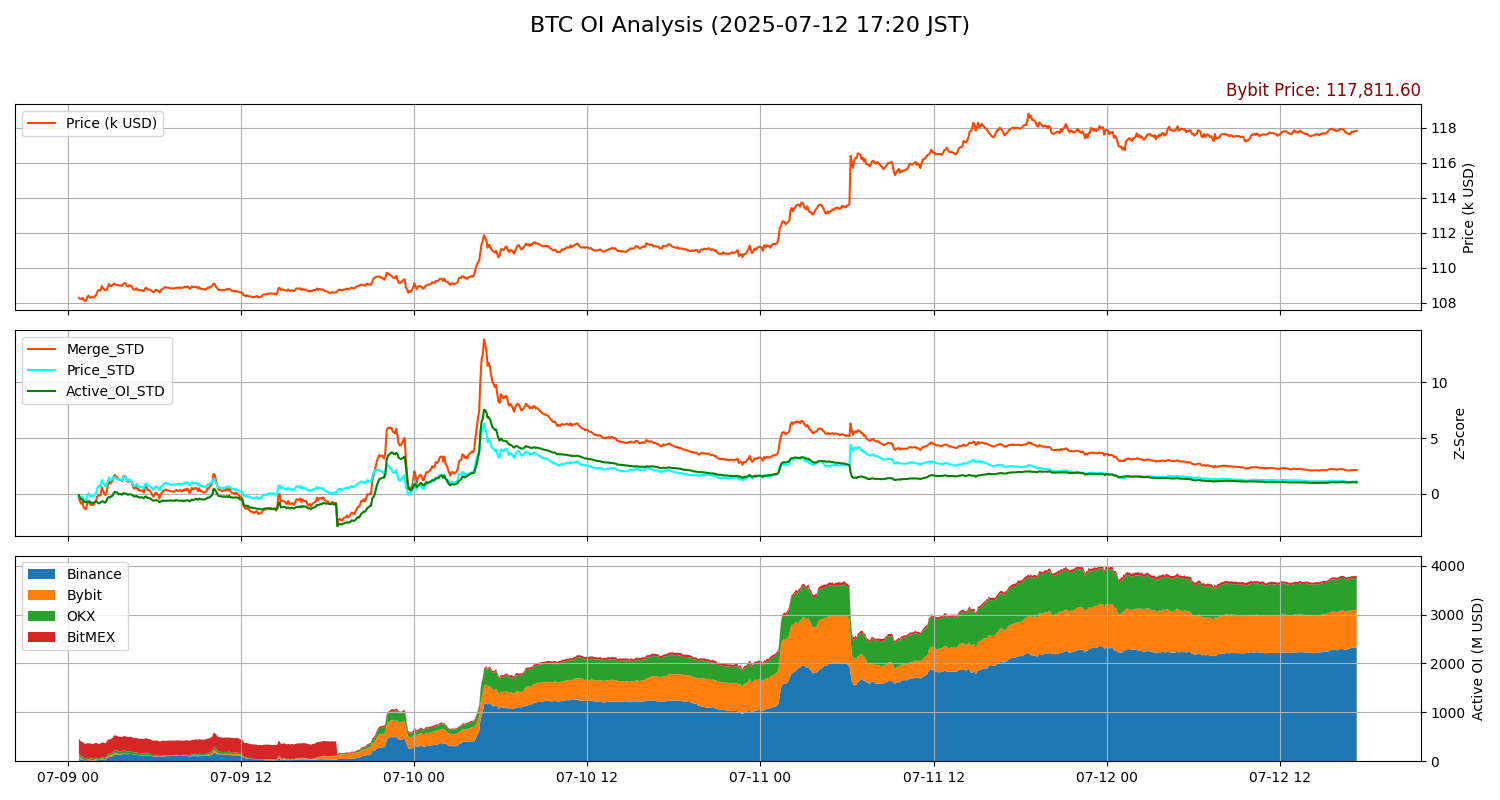 BTC OI Analysis (2025-07-12 17:20 JST)
Bybit Price: 117,811.60
Price (k USD)
118
116
114
112
110
108
Price (k USD)
Merge_STD
Price_STD
Active_OI_STD
10
5
0
Z-Score
Binance
Bybit
OKX
BitMEX
4000
3000
2000
1000
0
Active OI (M USD)
07-09 00
07-09 12
07-10 00
07-10 12
07-11 00
07-11 12
07-12 00
07-12 12